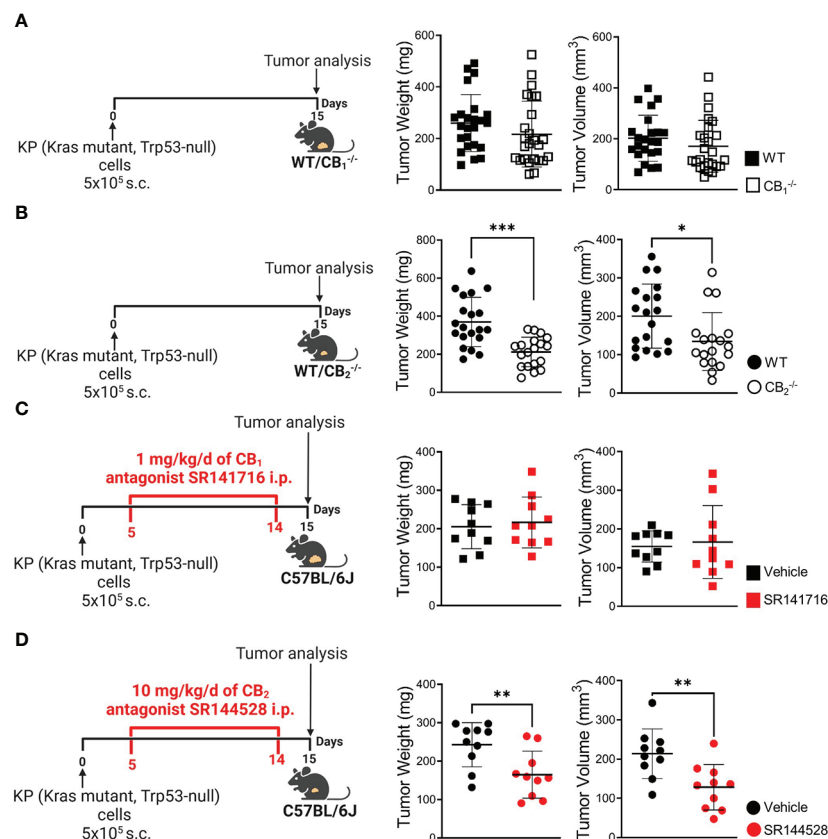 A
Tumor analysis
Days
0
15
KP (Kras mutant, Trp53-null)
cells
5x10⁵ s.c.
WT/CB₁⁻/⁻
Tumor Weight (mg)
600
400
200
0
Tumor Volume (mm³)
600
400
200
0
WT
CB₁⁻/⁻
B
Tumor analysis
Days
0
15
KP (Kras mutant, Trp53-null)
cells
5x10⁵ s.c.
WT/CB₂⁻/⁻
Tumor Weight (mg)
800
600
400
200
0
***
Tumor Volume (mm³)
400
300
200
100
0
*
WT
CB₂⁻/⁻
C
Tumor analysis
1 mg/kg/d of CB₁
antagonist SR141716 i.p.
Days
0
5
14
15
KP (Kras mutant, Trp53-null)
cells
5x10⁵ s.c.
C57BL/6J
Tumor Weight (mg)
400
300
200
100
0
Tumor Volume (mm³)
400
300
200
100
0
Vehicle
SR141716
D
Tumor analysis
10 mg/kg/d of CB₂
antagonist SR144528 i.p.
Days
0
5
14
15
KP (Kras mutant, Trp53-null)
cells
5x10⁵ s.c.
C57BL/6J
Tumor Weight (mg)
400
300
200
100
0
**
Tumor Volume (mm³)
400
300
200
100
0
**
Vehicle
SR144528